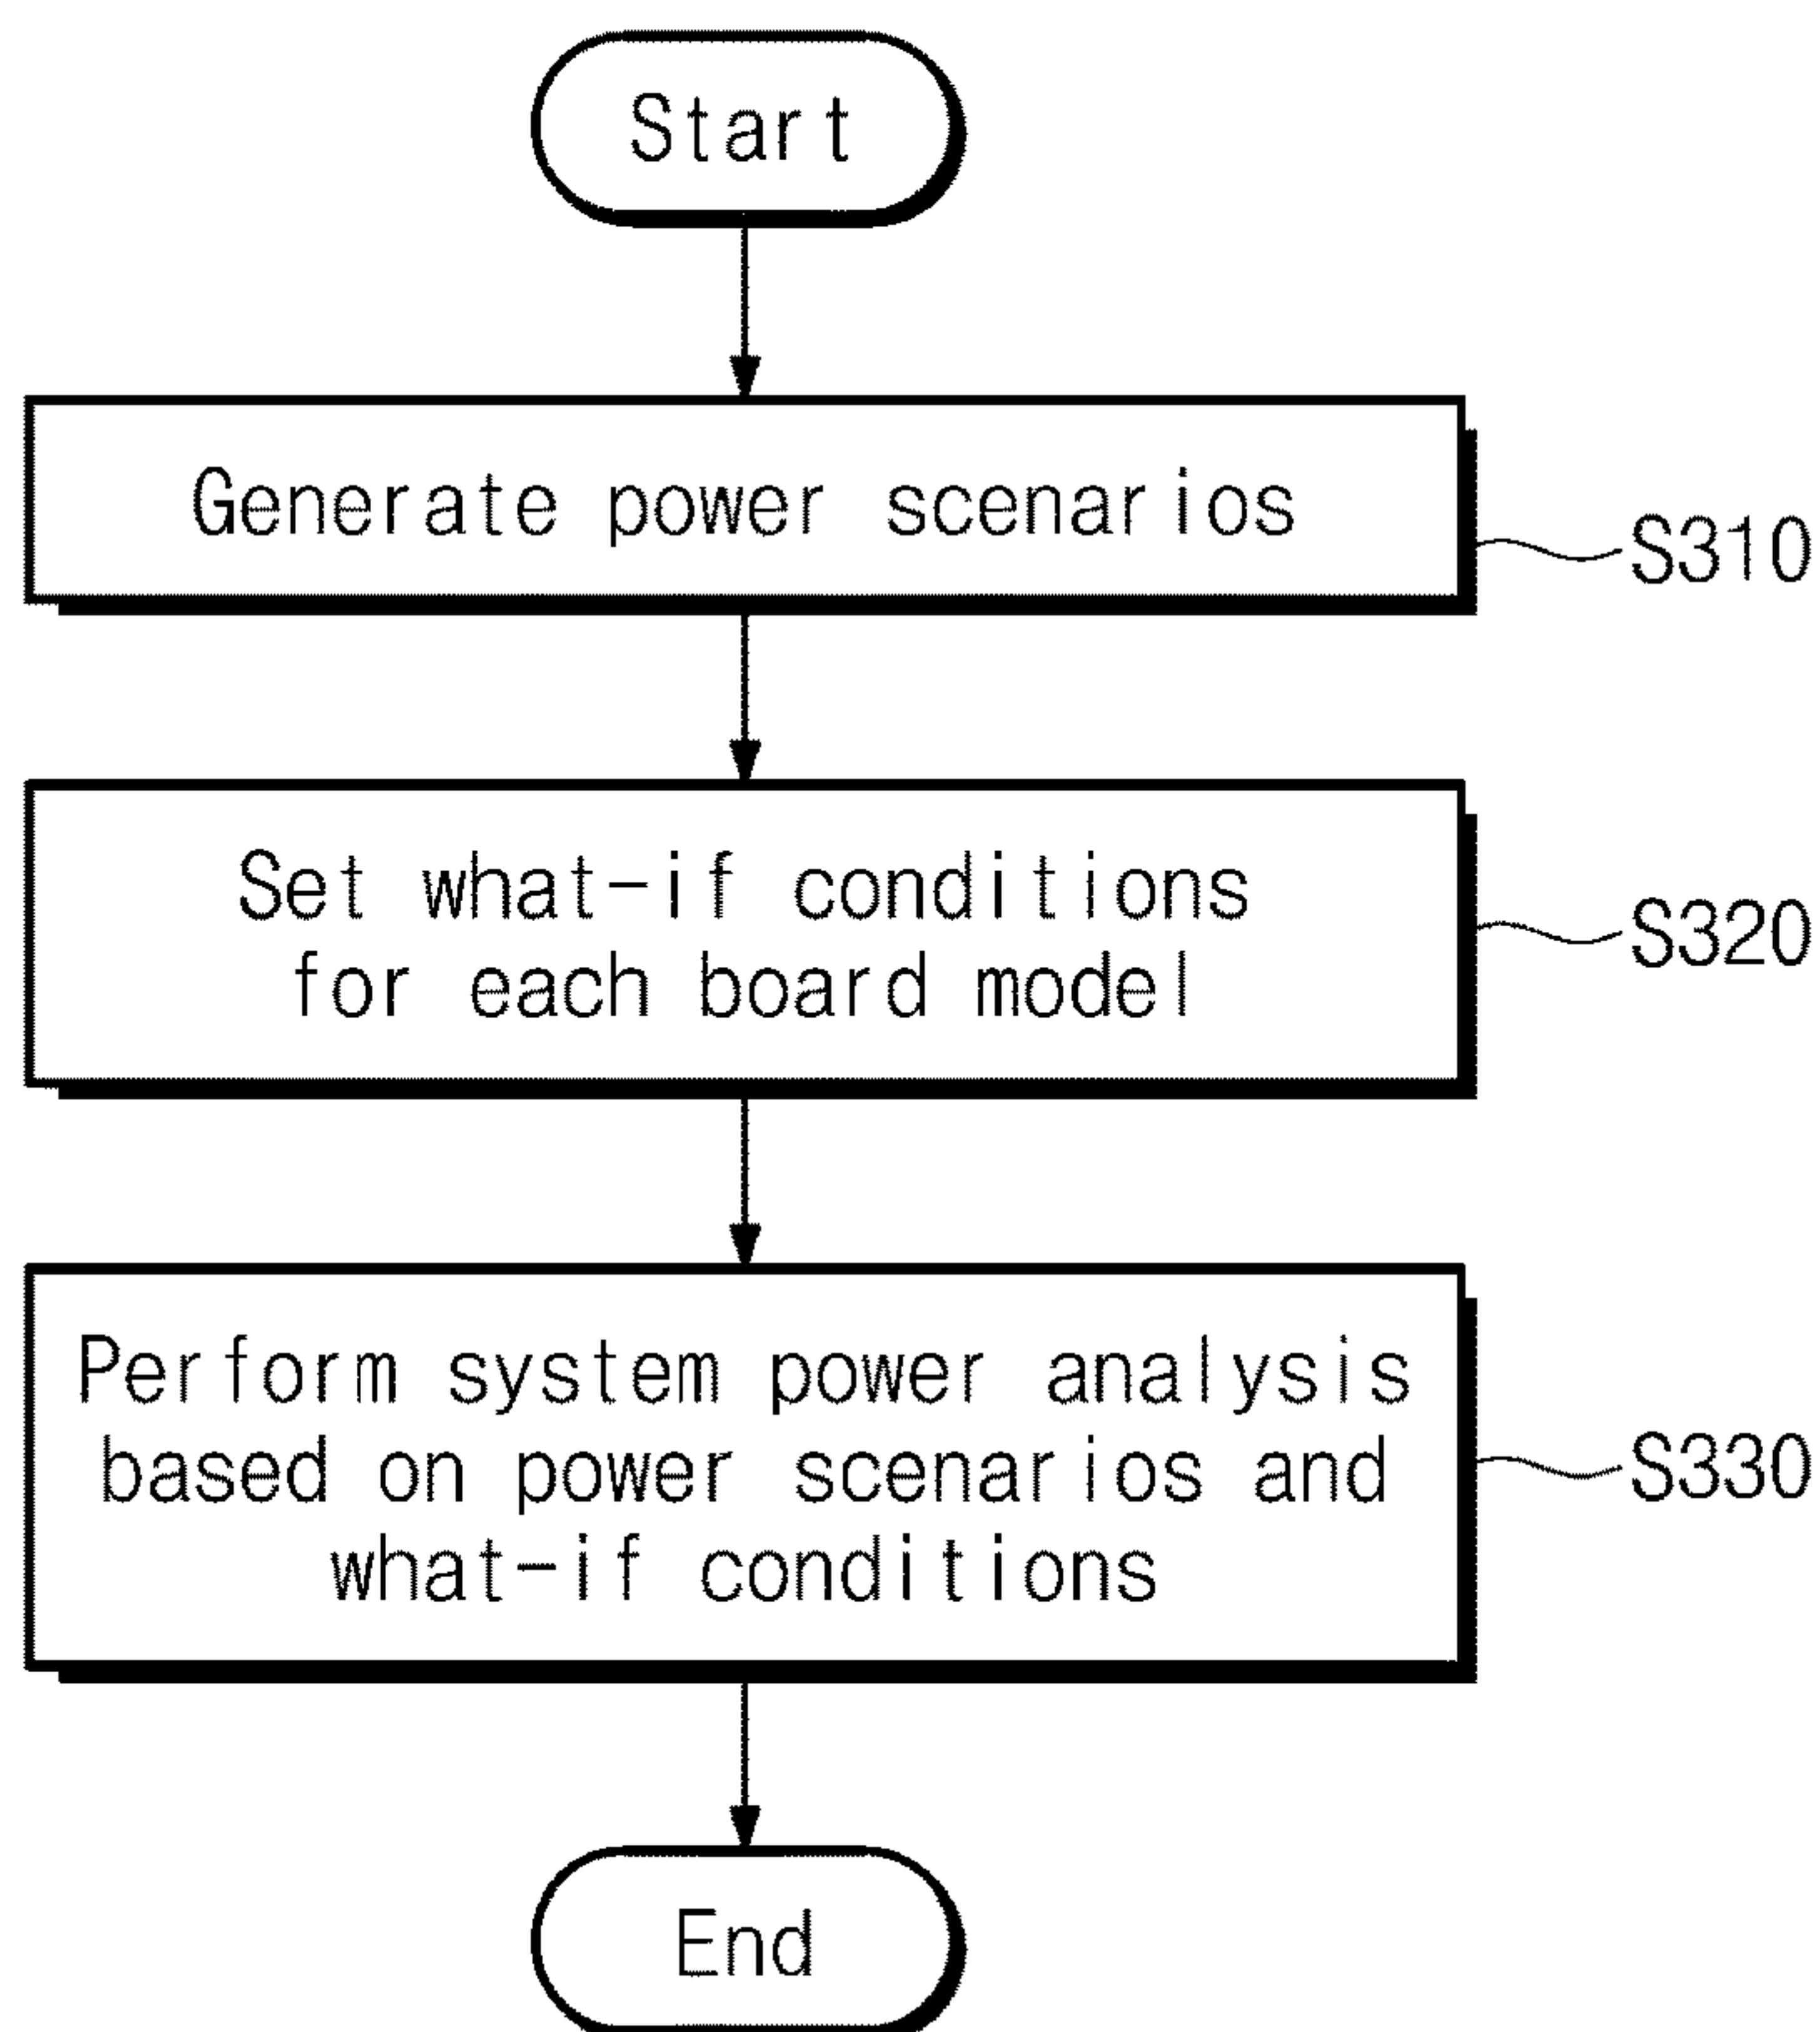 Start
Generate power scenarios
S310
Set what-if conditions
for each board model
S320
Perform system power analysis
based on power scenarios and
what-if conditions
S330
End